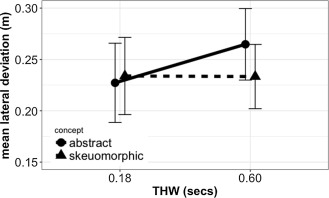 mean lateral deviation (m)
0.30
0.25
0.20
0.15
concept
abstract
skeuomorphic
0.18
0.60
THW (secs)